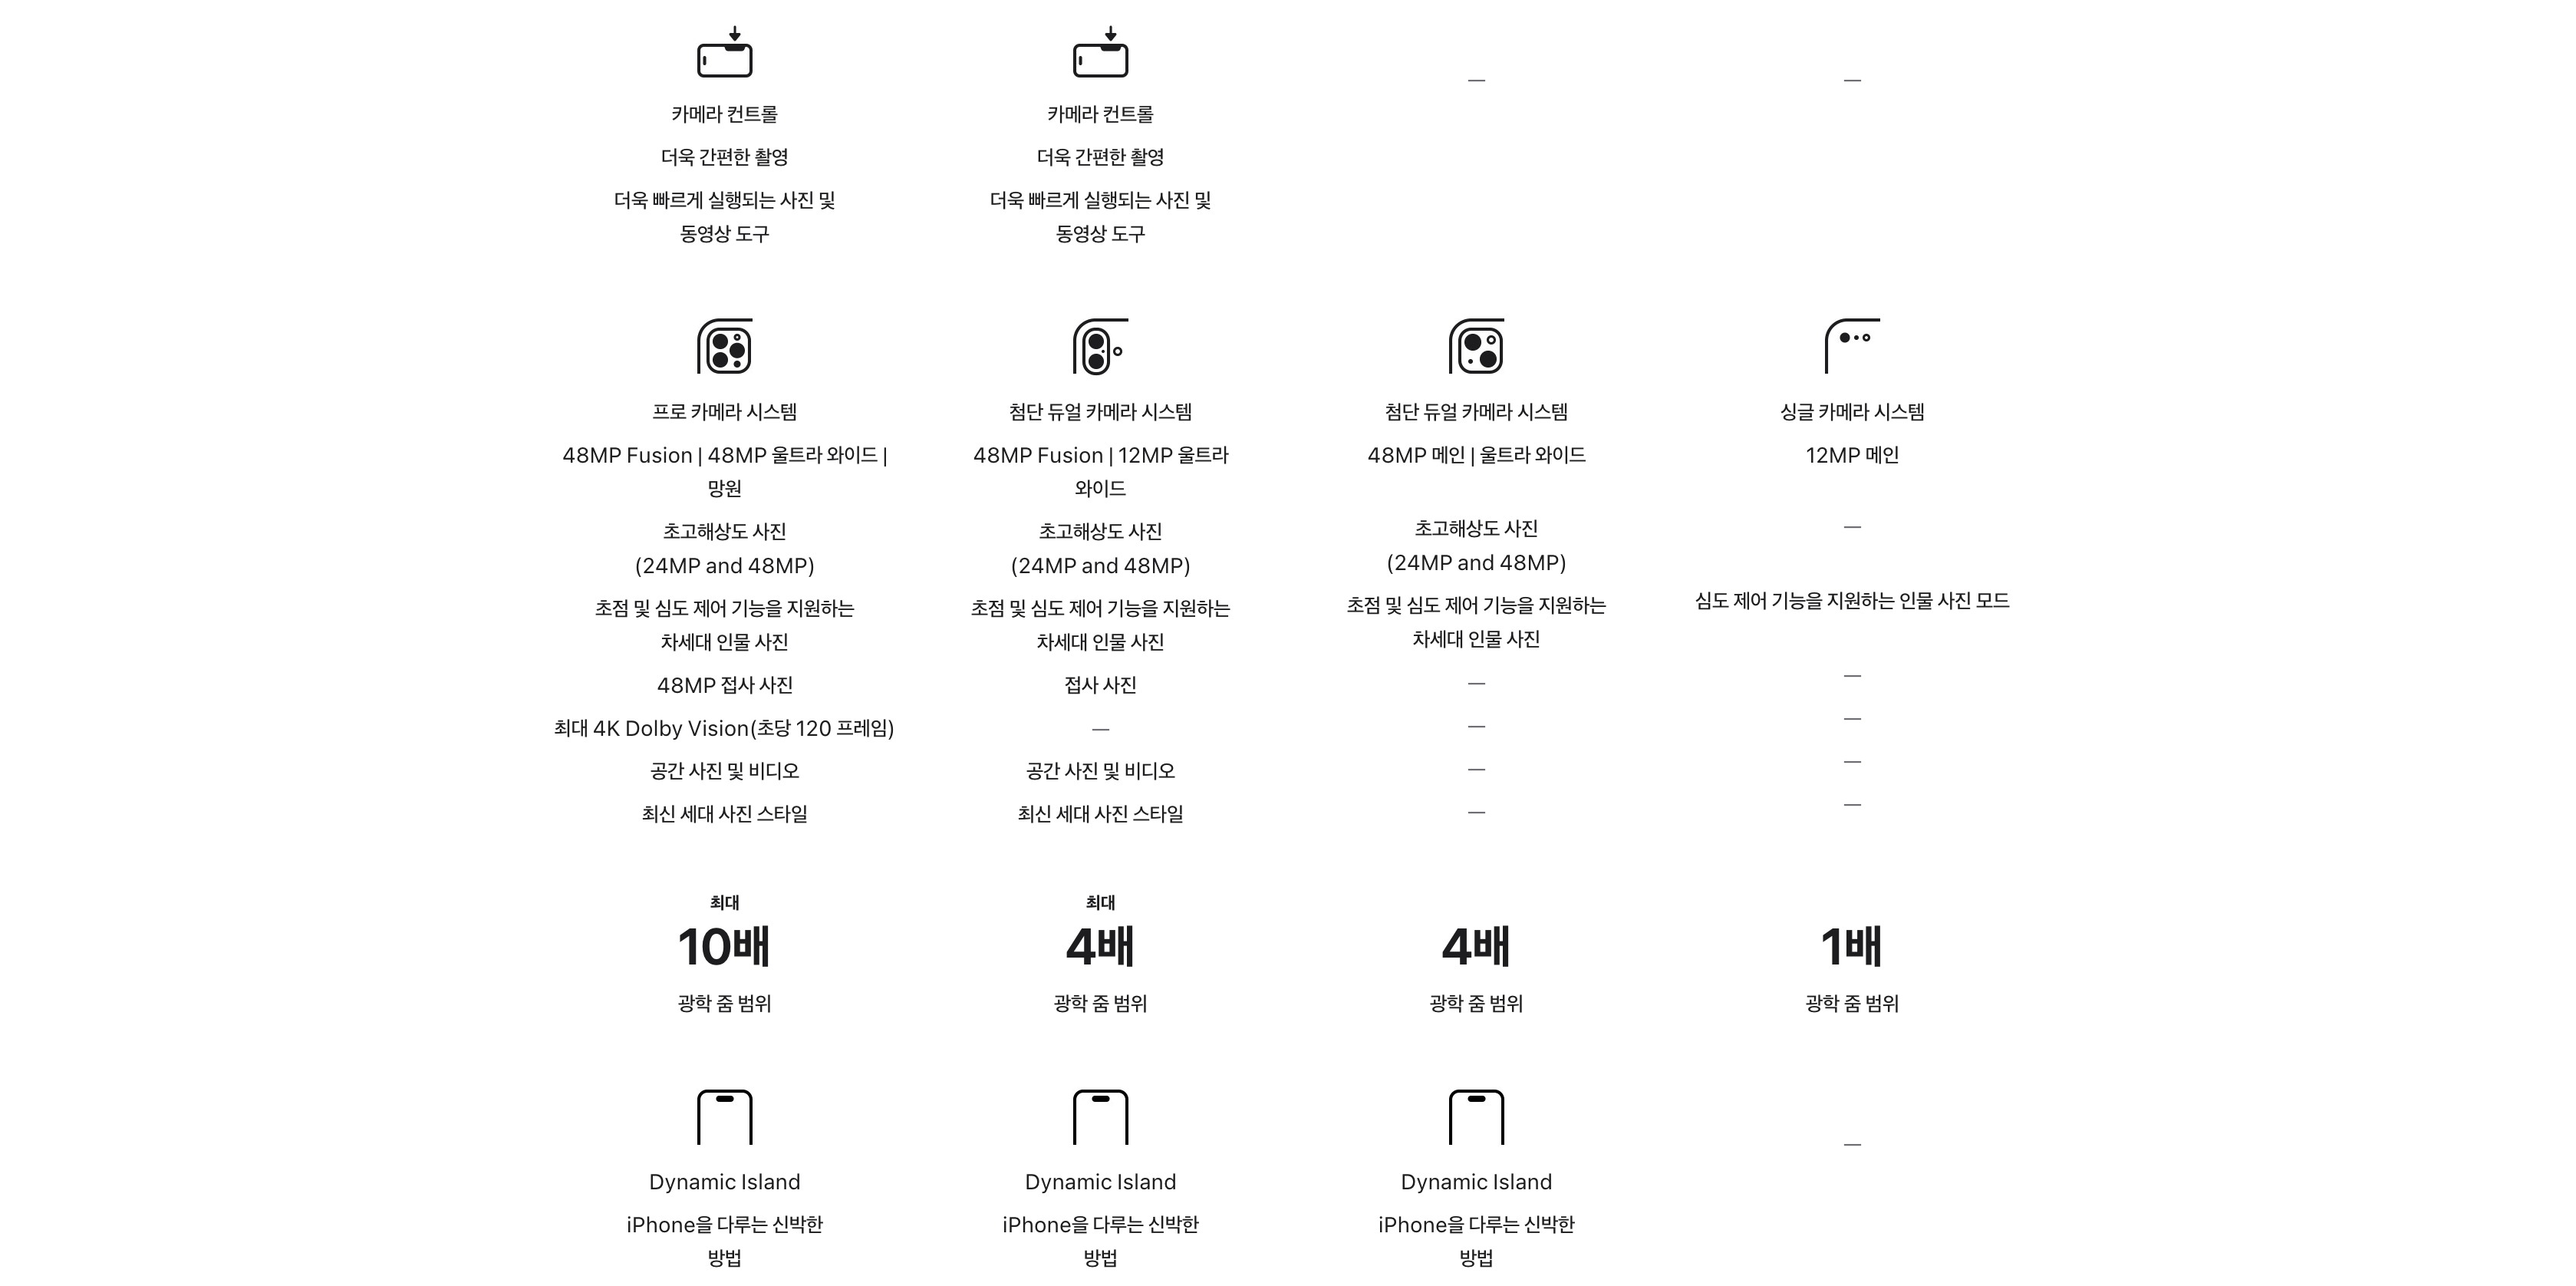 카메라 컨트롤
더욱 간편한 촬영
더욱 빠르게 실행되는 사진 및
동영상 도구
카메라 컨트롤
더욱 간편한 촬영
더욱 빠르게 실행되는 사진 및
동영상 도구
—
—
프로 카메라 시스템
48MP Fusion | 48MP 울트라 와이드 |
망원
초고해상도 사진
(24MP and 48MP)
초점 및 심도 제어 기능을 지원하는
차세대 인물 사진
48MP 접사 사진
최대 4K Dolby Vision(초당 120 프레임)
공간 사진 및 비디오
최신 세대 사진 스타일
첨단 듀얼 카메라 시스템
48MP Fusion | 12MP 울트라
와이드
초고해상도 사진
(24MP and 48MP)
초점 및 심도 제어 기능을 지원하는
차세대 인물 사진
접사 사진
—
공간 사진 및 비디오
최신 세대 사진 스타일
첨단 듀얼 카메라 시스템
48MP 메인 | 울트라 와이드
초고해상도 사진
(24MP and 48MP)
초점 및 심도 제어 기능을 지원하는
차세대 인물 사진
—
—
—
—
싱글 카메라 시스템
12MP 메인
—
심도 제어 기능을 지원하는 인물 사진 모드
—
—
—
—
최대
10배
광학 줌 범위
최대
4배
광학 줌 범위
4배
광학 줌 범위
1배
광학 줌 범위
Dynamic Island
iPhone을 다루는 신박한
방법
Dynamic Island
iPhone을 다루는 신박한
방법
Dynamic Island
iPhone을 다루는 신박한
방법
—